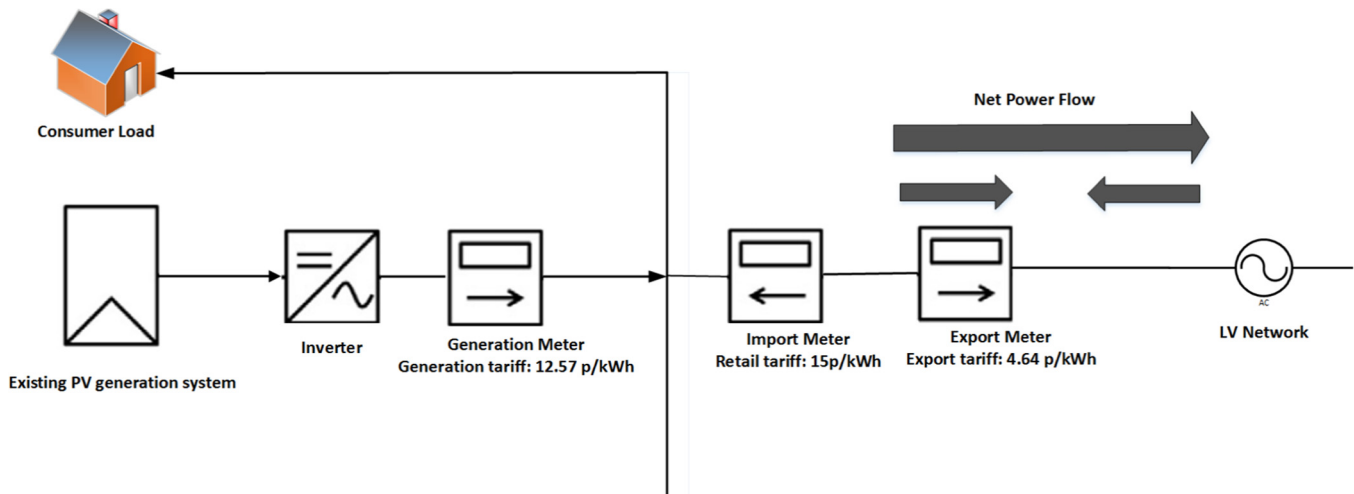 Net Power Flow
Consumer Load
AC
LV Network
Inverter
Generation Meter
Generation tariff: 12.57 p/kWh
Import Meter
Retail tariff: 15p/kWh
Export Meter
Export tariff: 4.64 p/kWh
Existing PV generation system